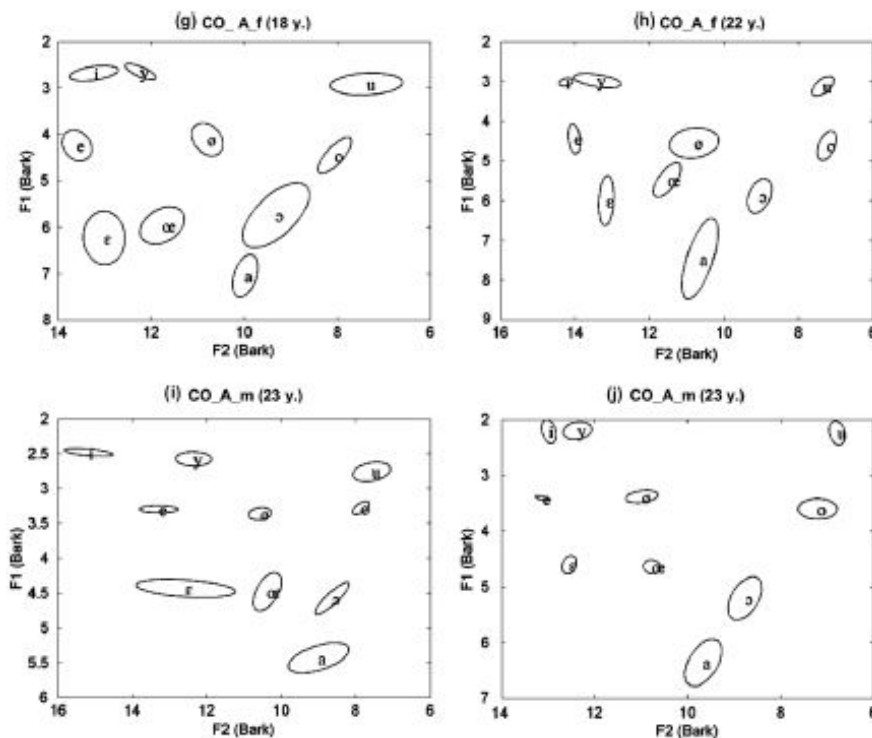 (g) CO_ A_f (18 y.)
2
3
4
5
6
7
8
F1 (Bark)
i
y
u
e
ø
o
ɔ
ɛ
œ
a
14
12
10
8
6
F2 (Bark)
(h) CO_A_f (22 y.)
2
3
4
5
6
7
8
9
F1 (Bark)
i
y
u
e
ø
o
œ
ɛ
ɔ
a
16
14
12
10
8
6
F2 (Bark)
(i) CO_A_m (23 y.)
2
2.5
3
3.5
4
4.5
5
5.5
6
F1 (Bark)
i
y
u
e
ø
o
ɛ
œ
ɔ
a
16
14
12
10
8
6
F2 (Bark)
(j) CO_A_m (23 y.)
2
3
4
5
6
7
F1 (Bark)
i
y
u
e
ø
o
ɛ
œ
ɔ
a
14
12
10
8
6
F2 (Bark)